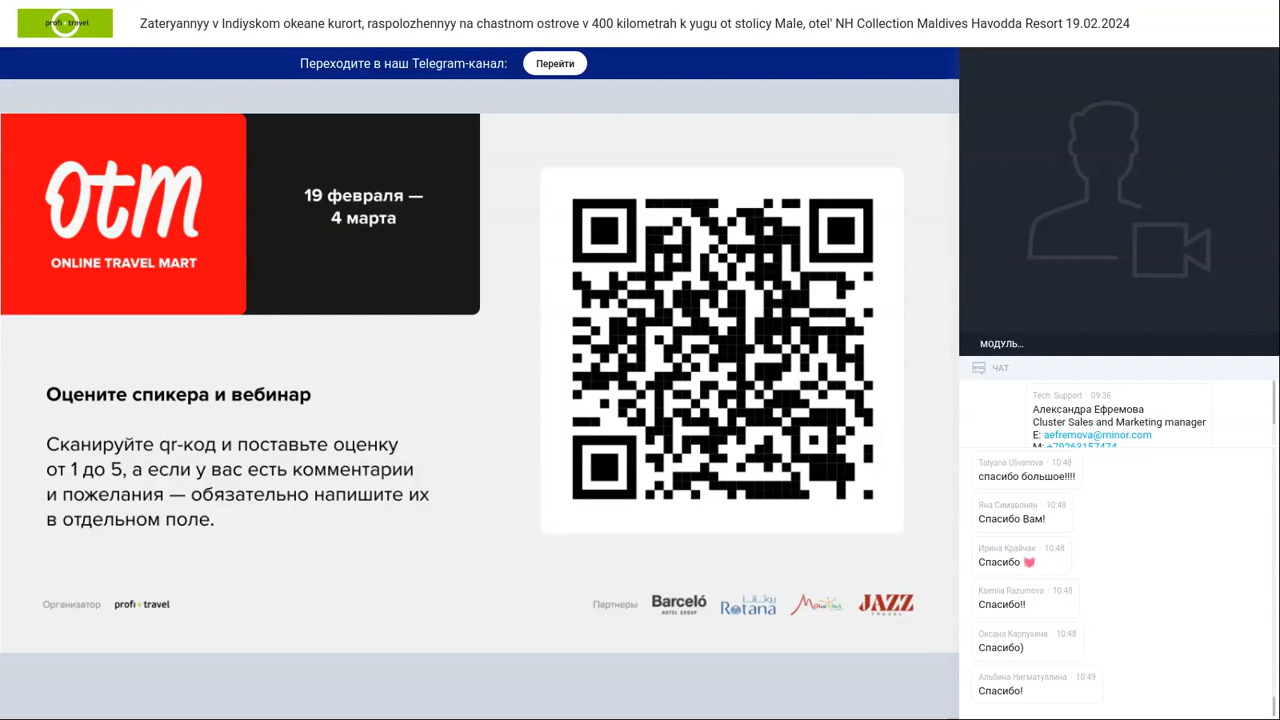 profi travel
Zateryannyy v Indiyskom okeane kurort, raspolozhennyy na otdel'nom ostrove v 400 kilometrah k yugu ot stolicy Male, otel' NH Collection Maldives Havodda Resort 19.02.2024
Переходите в наш Telegram-канал:
Перейти
otm
ONLINE TRAVEL MART
19 февраля —
4 марта
Оцените спикера и вебинар
Сканируйте qr-код и поставьте оценку
от 1 до 5, а если у вас есть комментарии
и пожелания — обязательно напишите их
в отдельном поле.
Организатор
profi travel
Партнеры
Barceló
HOTEL GROUP
روتانا
Rotana
JAZZ
TRAVEL
МОДУЛЬ...
ЧАТ
Tech. Support · 09:36
Александра Ефремова
Cluster Sales and Marketing manager
E: aefremova@minor.com
M: +79263157474
Tatyana Ulivanova · 10:48
спасибо большое!!!!
Яна Симавонян · 10:48
Спасибо Вам!
Ирина Крайчак · 10:48
Спасибо 💓
Kseniia Razumova · 10:48
Спасибо!!
Оксана Карпухина · 10:48
Спасибо)
Альбина Нигматуллина · 10:49
Спасибо!